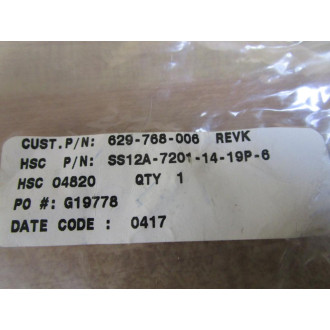 CUST.P/N: 629-768-006 REVK
HSC P/N: SS12A-7201-14-19P-6
HSC 04820 QTY 1
PO #: G19778
DATE CODE : 0417